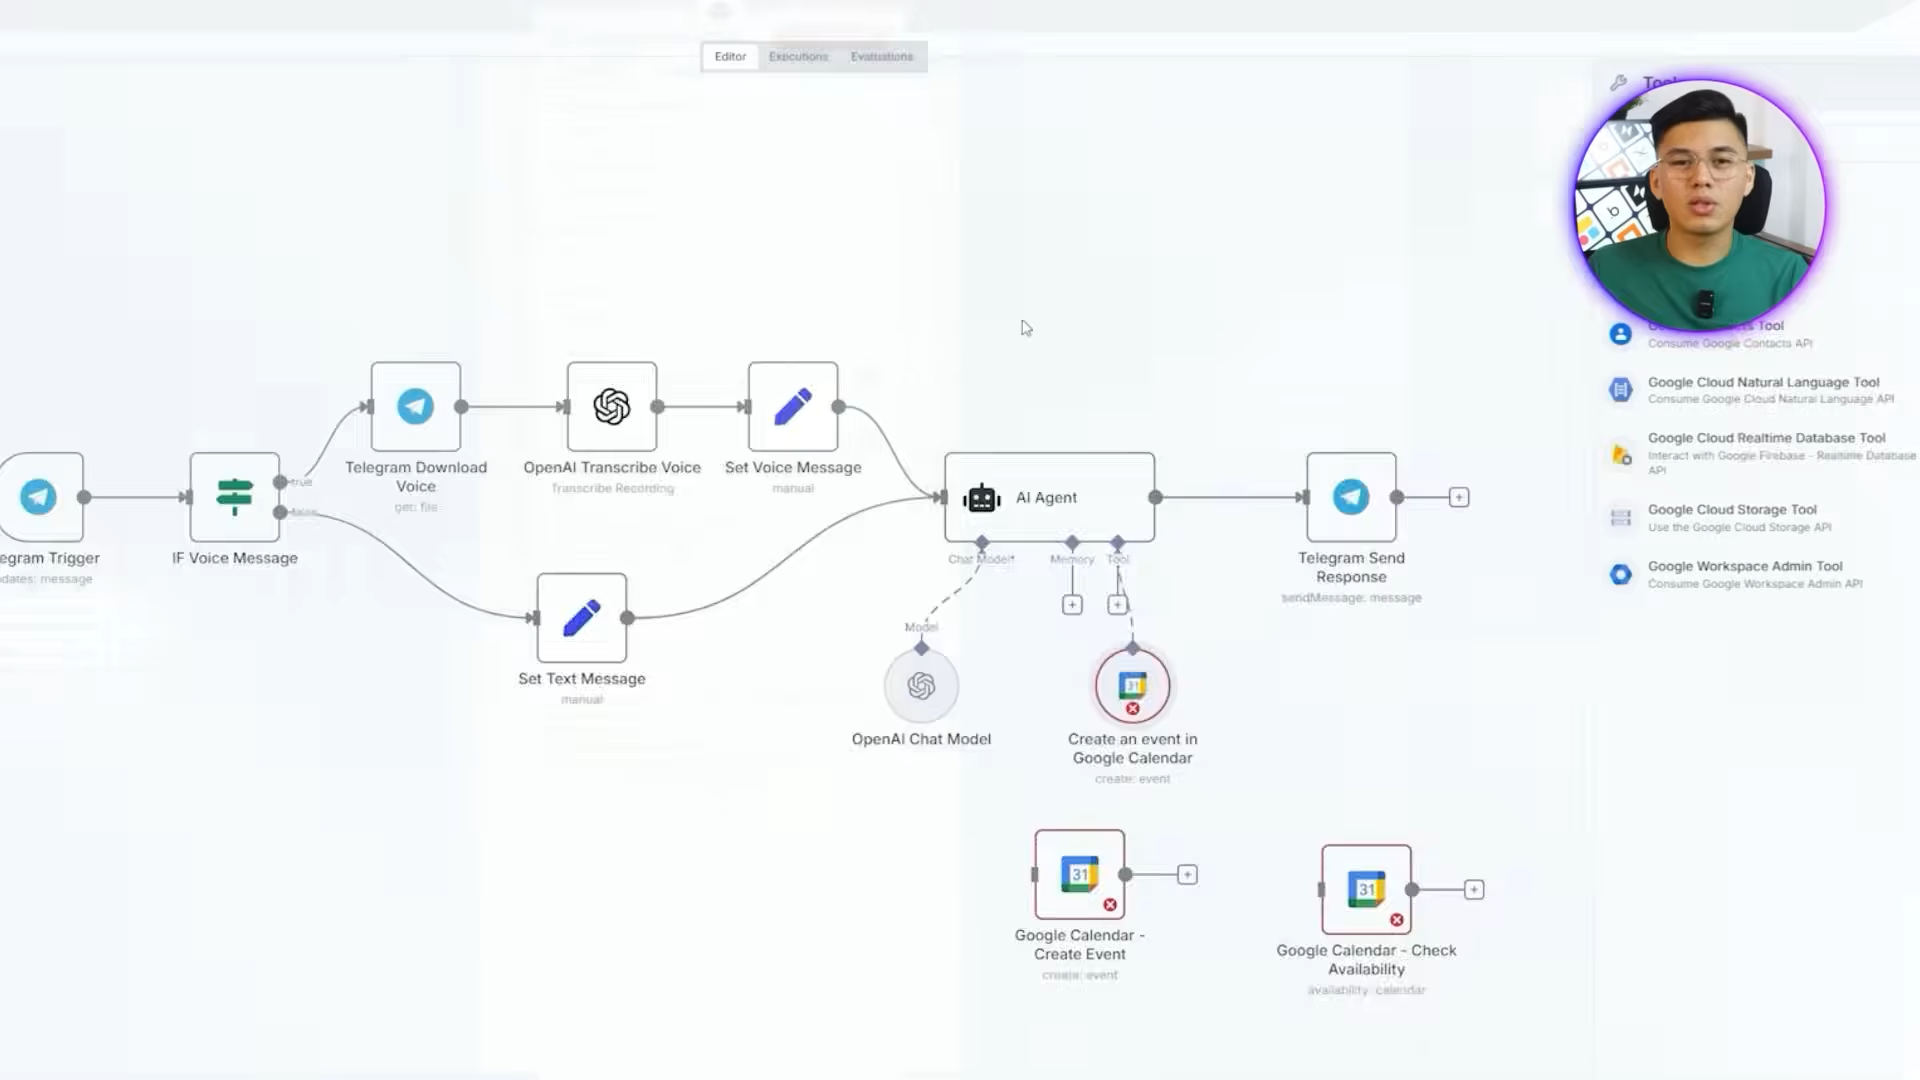 Editor
Executions
Evaluations
Consume Google Contacts API
Google Cloud Natural Language Tool
Consume Google Cloud Natural Language API
Google Cloud Realtime Database Tool
Interact with Google Firebase - Realtime Database
API
Google Cloud Storage Tool
Use the Google Cloud Storage API
Google Workspace Admin Tool
Consume Google Workspace Admin API
egram Trigger
dates: message
IF Voice Message
true
false
Telegram Download
Voice
get: file
OpenAI Transcribe Voice
Transcribe Recording
Set Voice Message
manual
Set Text Message
manual
AI Agent
Chat Model*
Memory
Tool
Model
OpenAI Chat Model
31
Create an event in
Google Calendar
create: event
Telegram Send
Response
sendMessage: message
31
Google Calendar -
Create Event
create: event
31
Google Calendar - Check
Availability
availability: calendar